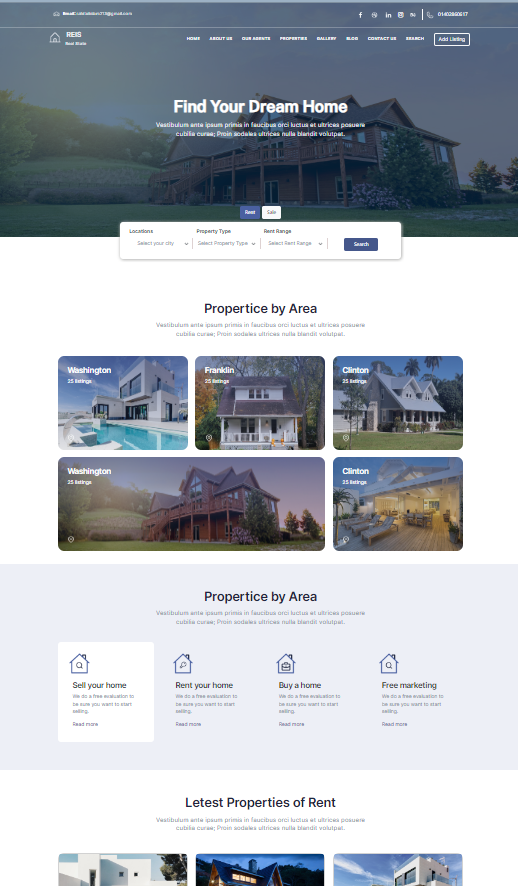 Email:
01403860517
REIS
Real State
HOME ABOUT US OUR AGENTS PROPERTIES GALLERY BLOG CONTACT US SEARCH Add Listing
Find Your Dream Home
Vestibulum ante ipsum primis in faucibus orci luctus et ultrices posuere
cubilia curae; Proin sodales ultrices nulla blandit volutpat.
Rent Sale
Locations Property Type Rent Range
Select your city Select Property Type Select Rent Range Search
Propertice by Area
Vestibulum ante ipsum primis in faucibus orci luctus et ultrices posuere
cubilia curae; Proin sodales ultrices nulla blandit volutpat.
Washington
25 listings
Franklin
25 listings
Clinton
25 listings
Washington
25 listings
Clinton
25 listings
Propertice by Area
Vestibulum ante ipsum primis in faucibus orci luctus et ultrices posuere
cubilia curae; Proin sodales ultrices nulla blandit volutpat.
Sell your home
We do a free evaluation to
be sure you want to start
selling.
Read more
Rent your home
We do a free evaluation to
be sure you want to start
selling.
Read more
Buy a home
We do a free evaluation to
be sure you want to start
selling.
Read more
Free marketing
We do a free evaluation to
be sure you want to start
selling.
Read more
Letest Properties of Rent
Vestibulum ante ipsum primis in faucibus orci luctus et ultrices posuere
cubilia curae; Proin sodales ultrices nulla blandit volutpat.